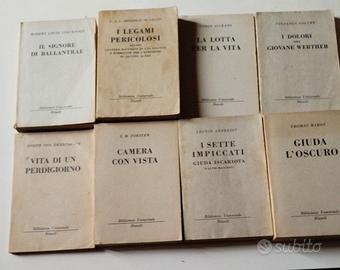 ROBERT LOUIS STEVENSON
IL SIGNORE
DI BALLANTRAE
Biblioteca Universale
Rizzoli
I LEGAMI
PERICOLOSI
Biblioteca Universale
Rizzoli
LA LOTTA
PER LA VITA
Biblioteca Universale
Rizzoli
I DOLORI
DEL
GIOVANE WERTHER
Biblioteca Universale
Rizzoli
VITA DI UN
PERDIGIORNO
Biblioteca Universale
Rizzoli
E. M. FORSTER
CAMERA
CON VISTA
Biblioteca Universale
Rizzoli
LEONID ANDREIEV
I SETTE
IMPICCATI
GIUDA ISCARIOTA
Biblioteca Universale
Rizzoli
THOMAS HARDY
GIUDA
L'OSCURO
Biblioteca Universale
Rizzoli
subito